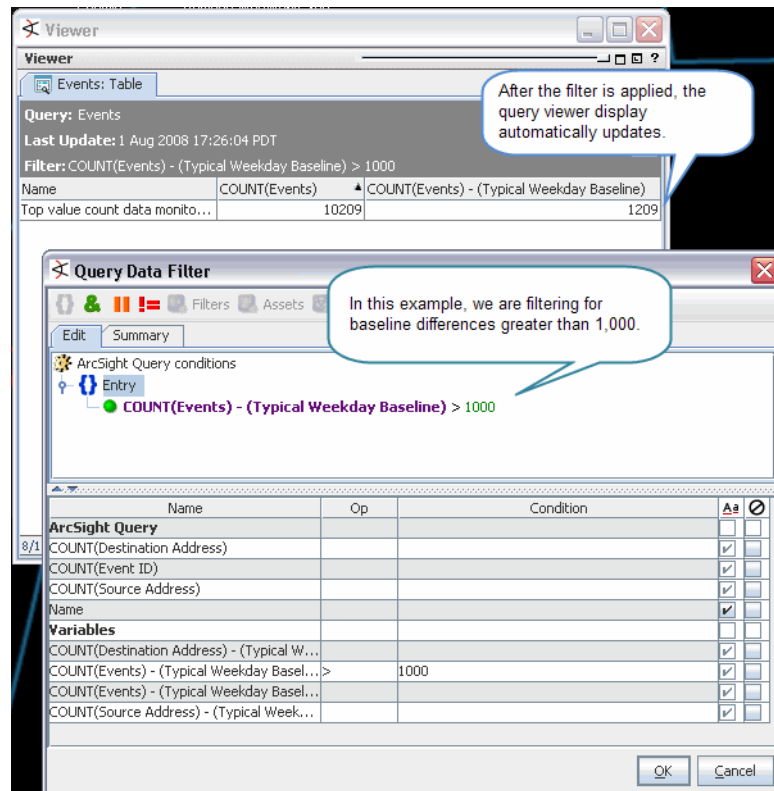 Viewer
Viewer
?
Events: Table
Query: Events
Last Update: 1 Aug 2008 17:26:04 PDT
Filter: COUNT(Events) - (Typical Weekday Baseline) > 1000
Name COUNT(Events) COUNT(Events) - (Typical Weekday Baseline)
Top value count data monito... 10209 1209
After the filter is applied, the
query viewer display
automatically updates.
Query Data Filter
& != Filters Assets
In this example, we are filtering for
baseline differences greater than 1,000.
Edit Summary
ArcSight Query conditions
{} Entry
COUNT(Events) - (Typical Weekday Baseline) > 1000
Name Op Condition Aa
ArcSight Query
8/1
COUNT(Destination Address)
COUNT(Event ID)
COUNT(Source Address)
Name
Variables
COUNT(Destination Address) - (Typical W...
COUNT(Events) - (Typical Weekday Basel... > 1000
COUNT(Events) - (Typical Weekday Basel...
COUNT(Source Address) - (Typical Week...
OK Cancel